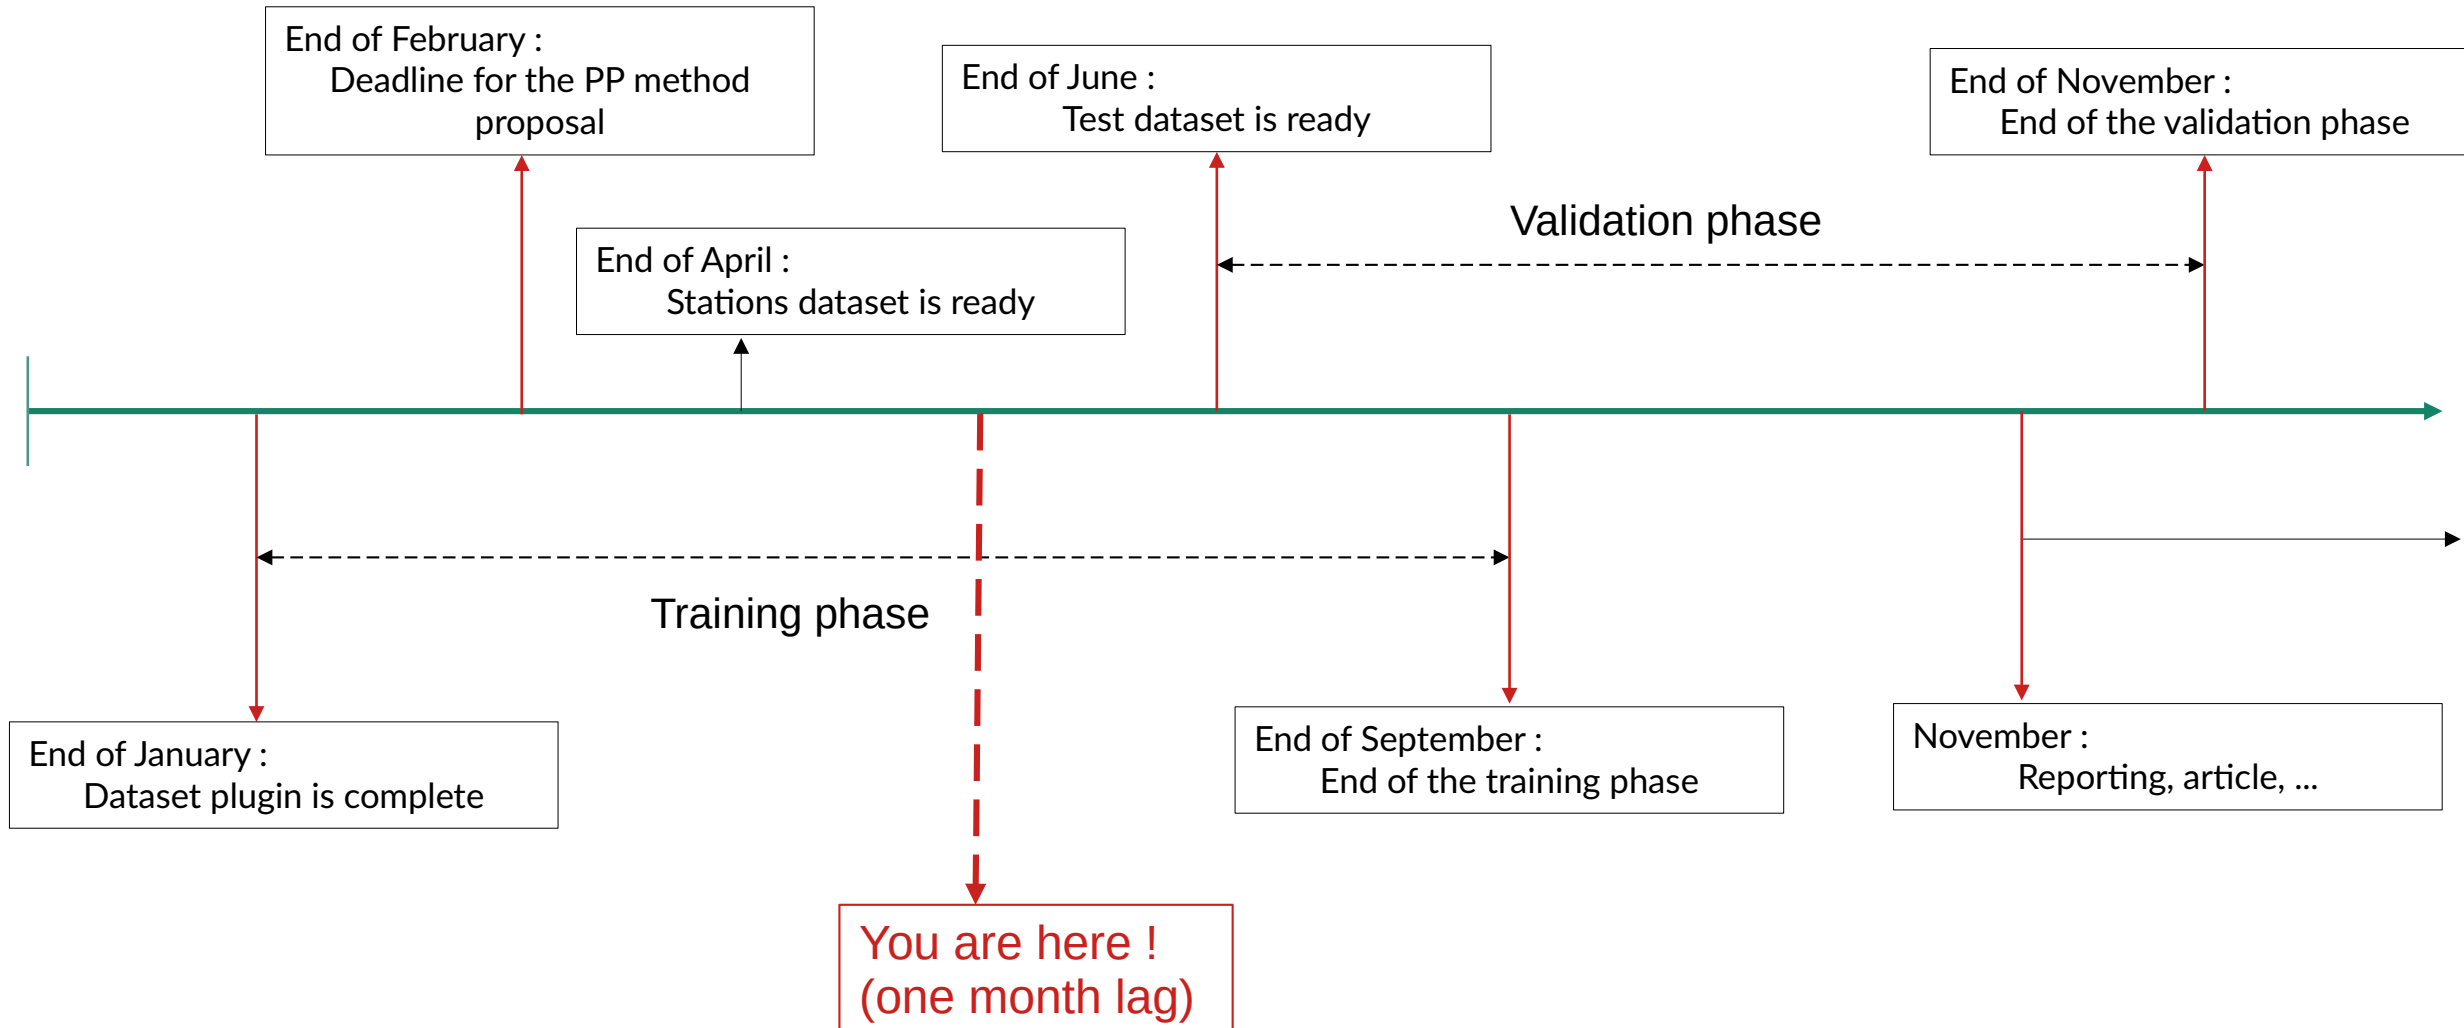 End of February :
Deadline for the PP method
proposal
End of June :
Test dataset is ready
End of November :
End of the validation phase
Validation phase
End of April :
Stations dataset is ready
Training phase
End of January :
Dataset plugin is complete
End of September :
End of the training phase
November :
Reporting, article, ...
You are here !
(one month lag)